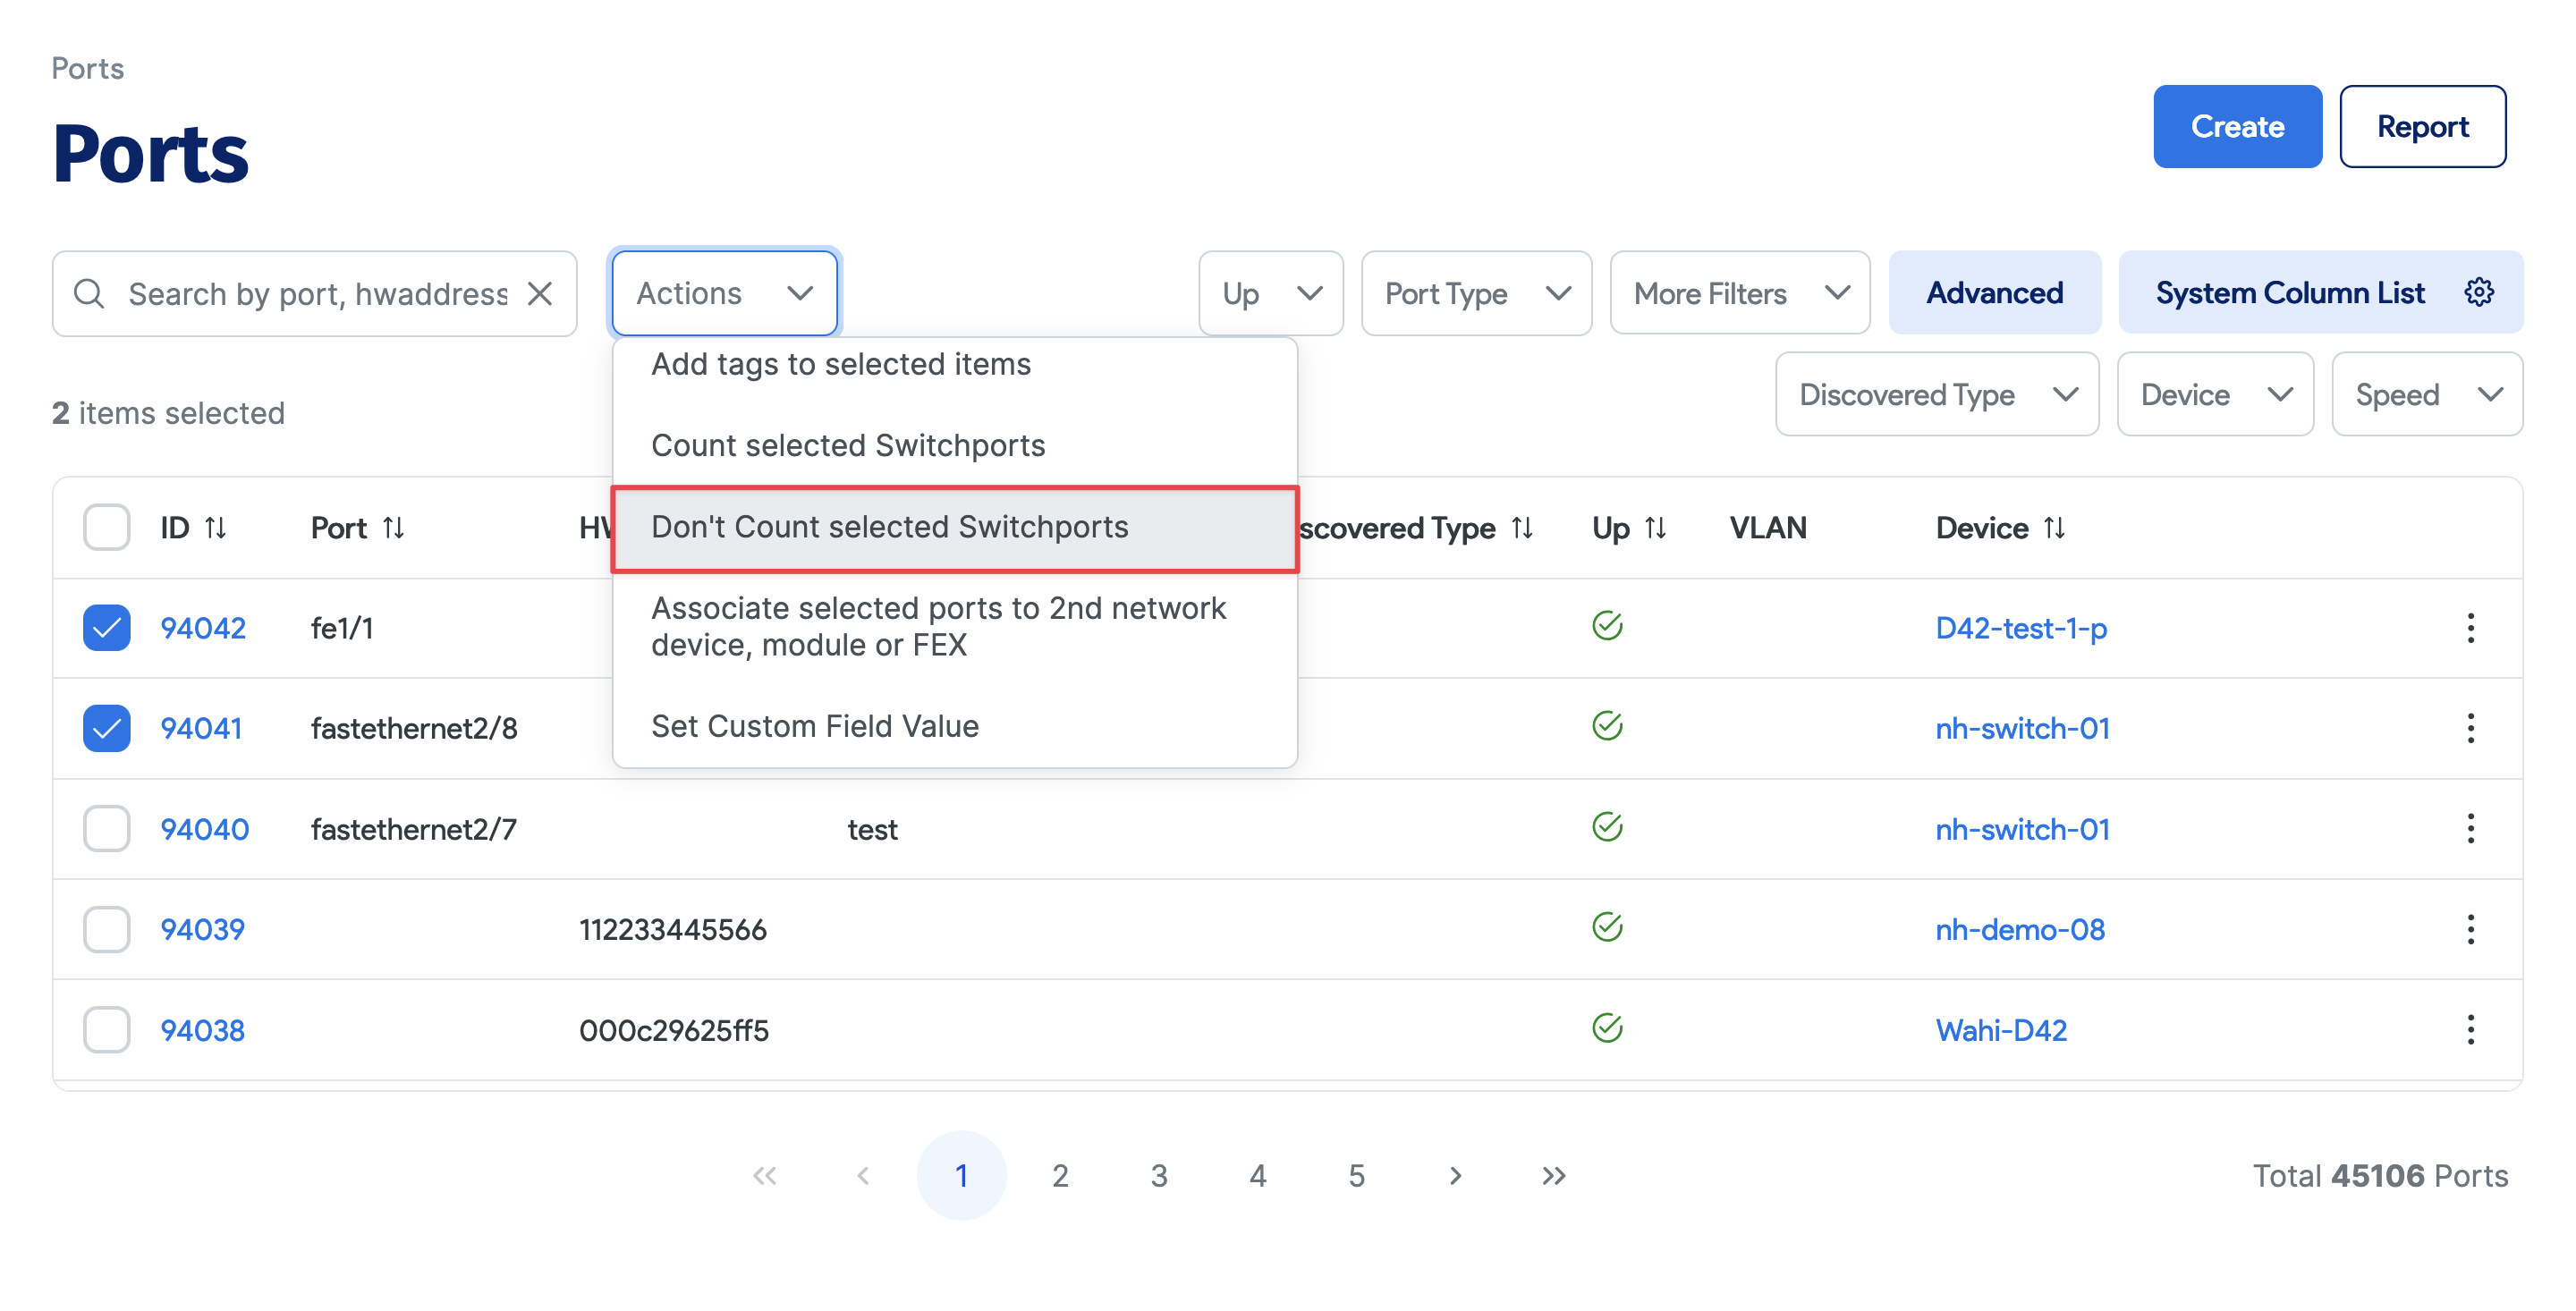 Ports
Ports
Create
Report
Search by port, hwaddress
Actions
Up
Port Type
More Filters
Advanced
System Column List
Discovered Type
Device
Speed
2 items selected
Add tags to selected items
Count selected Switchports
Don't Count selected Switchports
Associate selected ports to 2nd network
device, module or FEX
Set Custom Field Value
ID Port HW scovered Type Up VLAN Device
94042 fe1/1 D42-test-1-p
94041 fastethernet2/8 nh-switch-01
94040 fastethernet2/7 test nh-switch-01
94039 112233445566 nh-demo-08
94038 000c29625ff5 Wahi-D42
« ‹ 1 2 3 4 5 › »
Total 45106 Ports